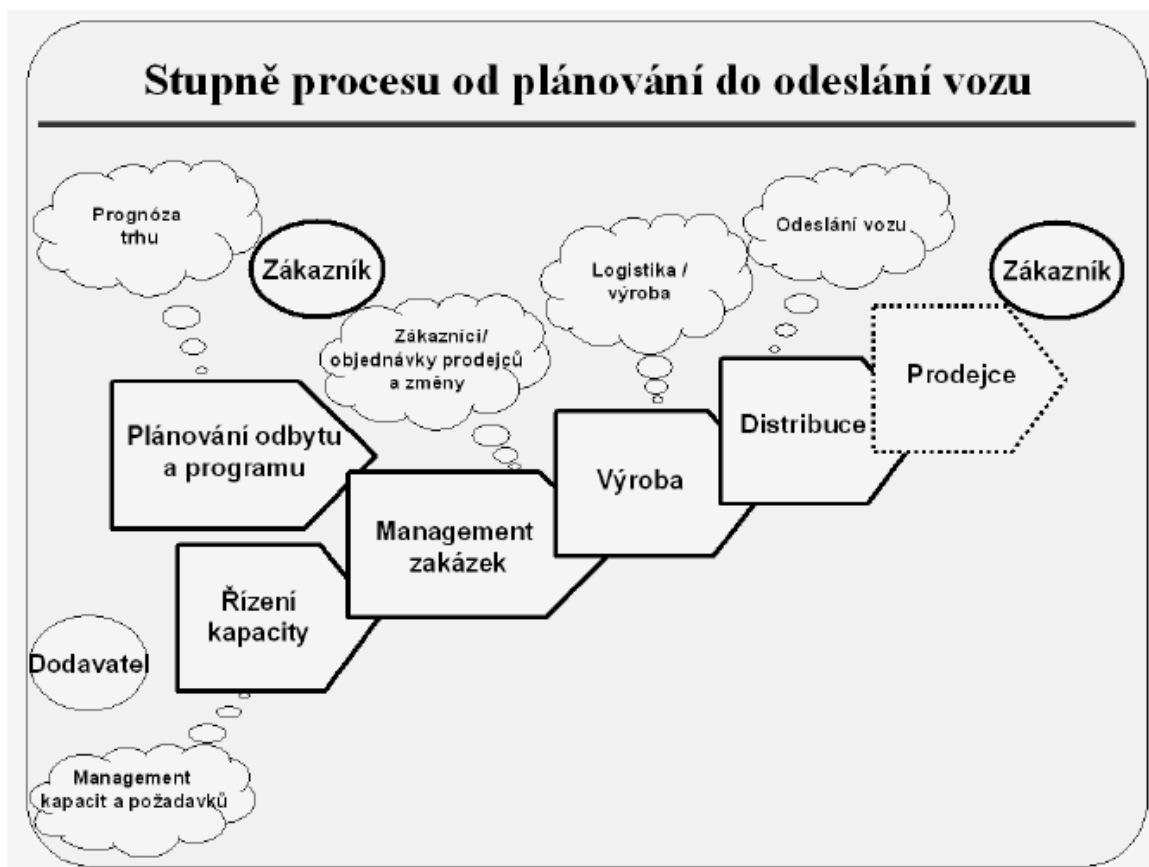 Stupně procesu od plánování do odeslání vozu
Prognóza
trhu
Zákazník
Zákazníci/
objednávky prodejců
a změny
Logistika /
výroba
Odeslání vozu
Zákazník
Plánování odbytu
a programu
Management
zakázek
Výroba
Distribuce
Prodejce
Řízení
kapacity
Dodavatel
Management
kapacit a požadavků